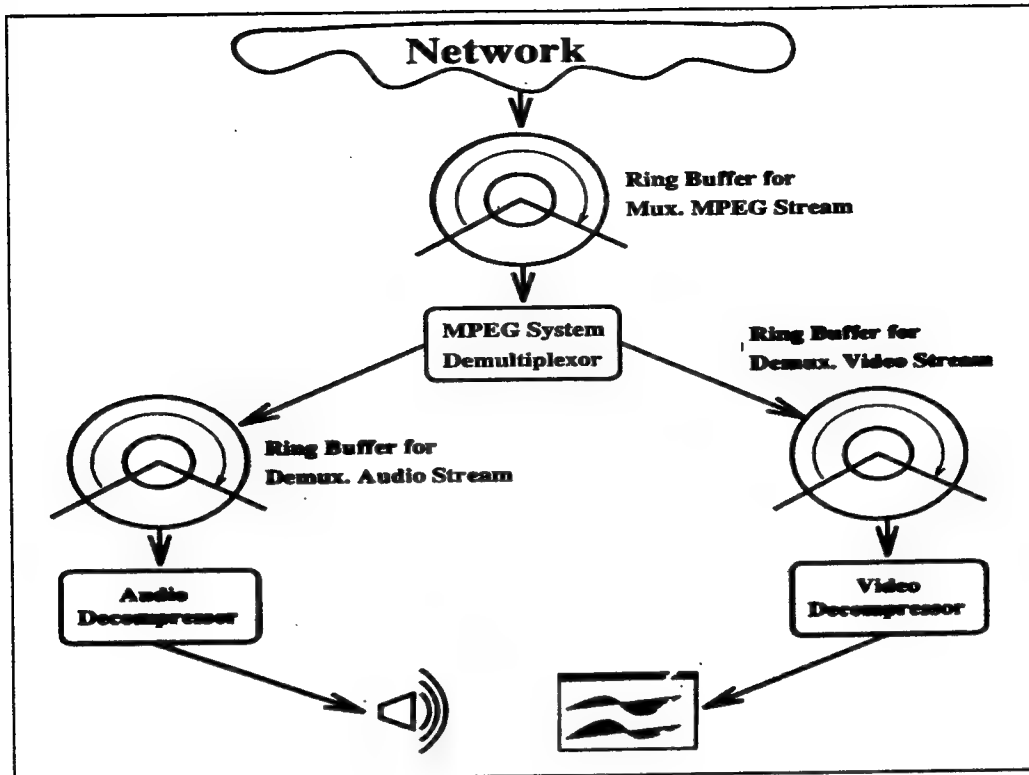 Network
Ring Buffer for
Mux. MPEG Stream
MPEG System
Demultiplexor
Ring Buffer for
Demux. Video Stream
Ring Buffer for
Demux. Audio Stream
Audio
Decompressor
Video
Decompressor